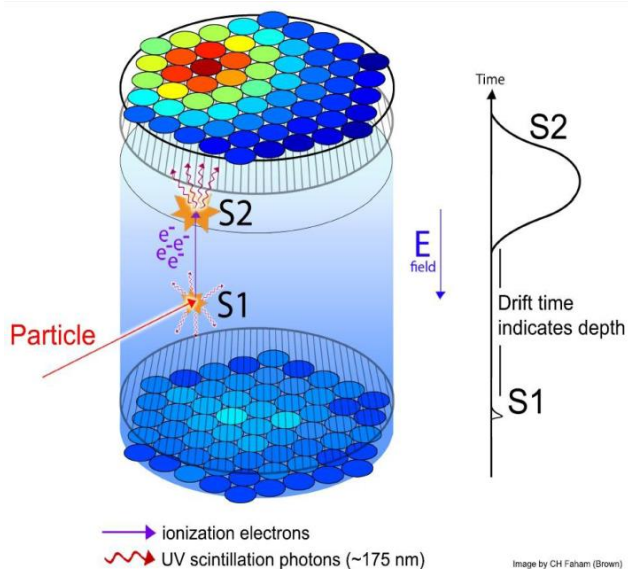 Time
S2
S2
e-
e-e-
e-e-
E
field
S1
Drift time
indicates depth
Particle
S1
ionization electrons
UV scintillation photons (~175 nm)
Image by CH Faham (Brown)